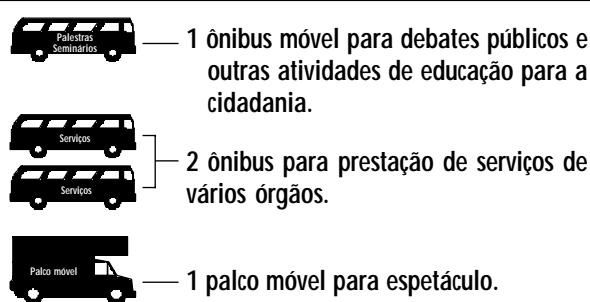 Palestras
Seminários
1 ônibus móvel para debates públicos e
outras atividades de educação para a
cidadania.
Serviços
Serviços
2 ônibus para prestação de serviços de
vários órgãos.
Palco móvel
1 palco móvel para espetáculo.